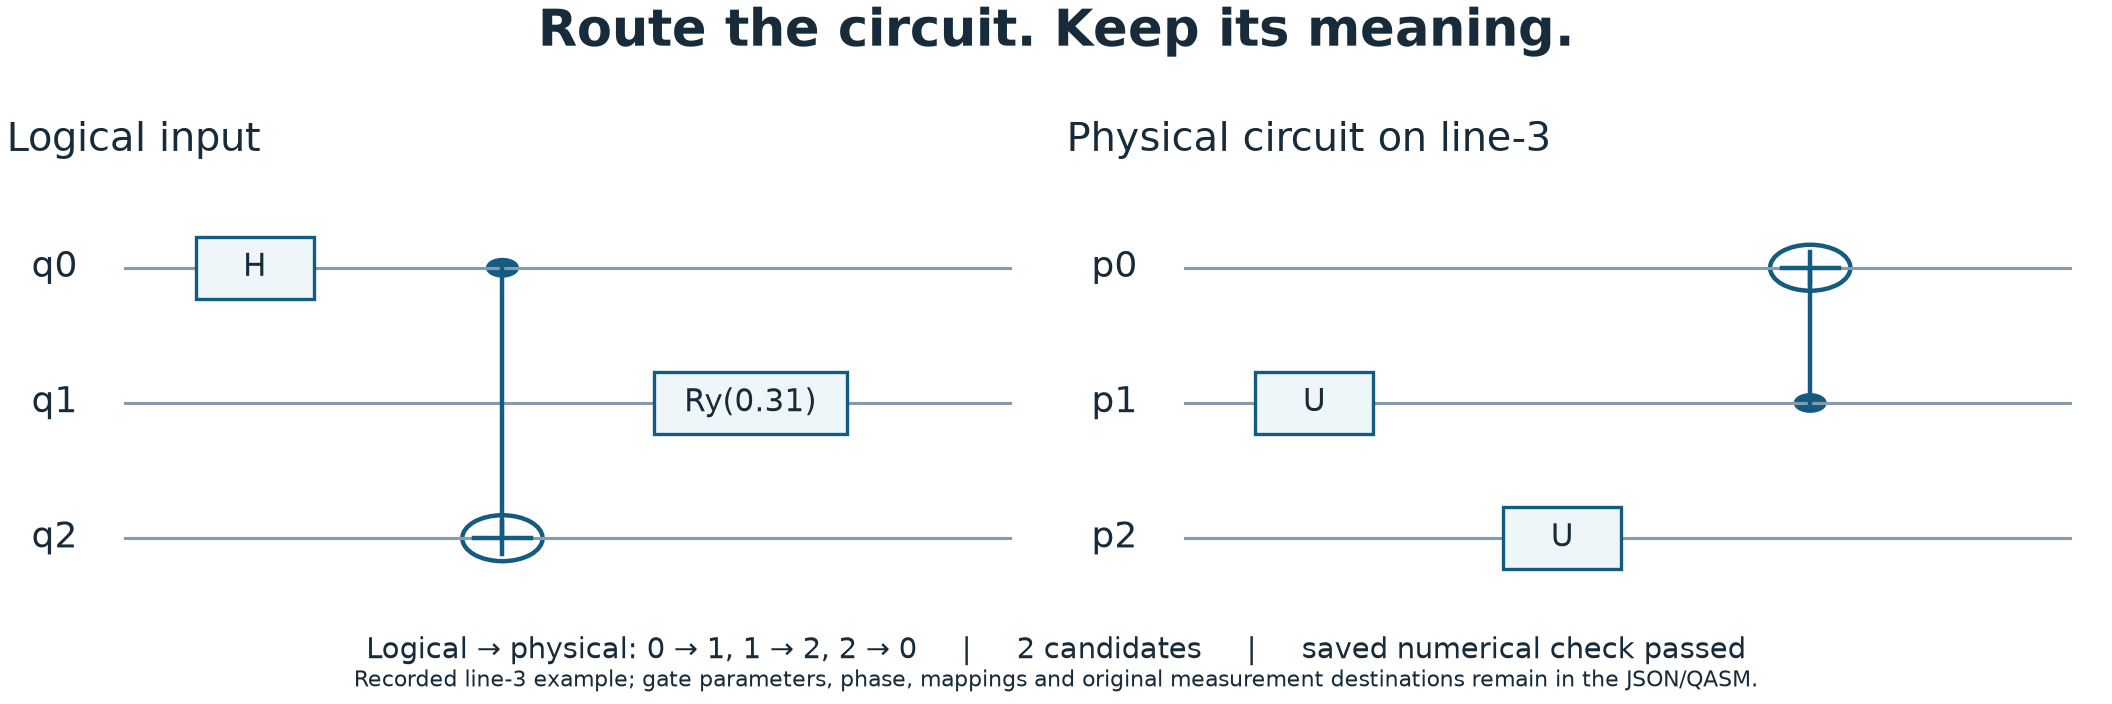 Route the circuit. Keep its meaning.
Logical input
q0
H
q1
Ry(0.31)
q2
Physical circuit on line-3
p0
p1
U
p2
U
Logical → physical: 0 → 1, 1 → 2, 2 → 0 | 2 candidates | saved numerical check passed
Recorded line-3 example; gate parameters, phase, mappings and original measurement destinations remain in the JSON/QASM.